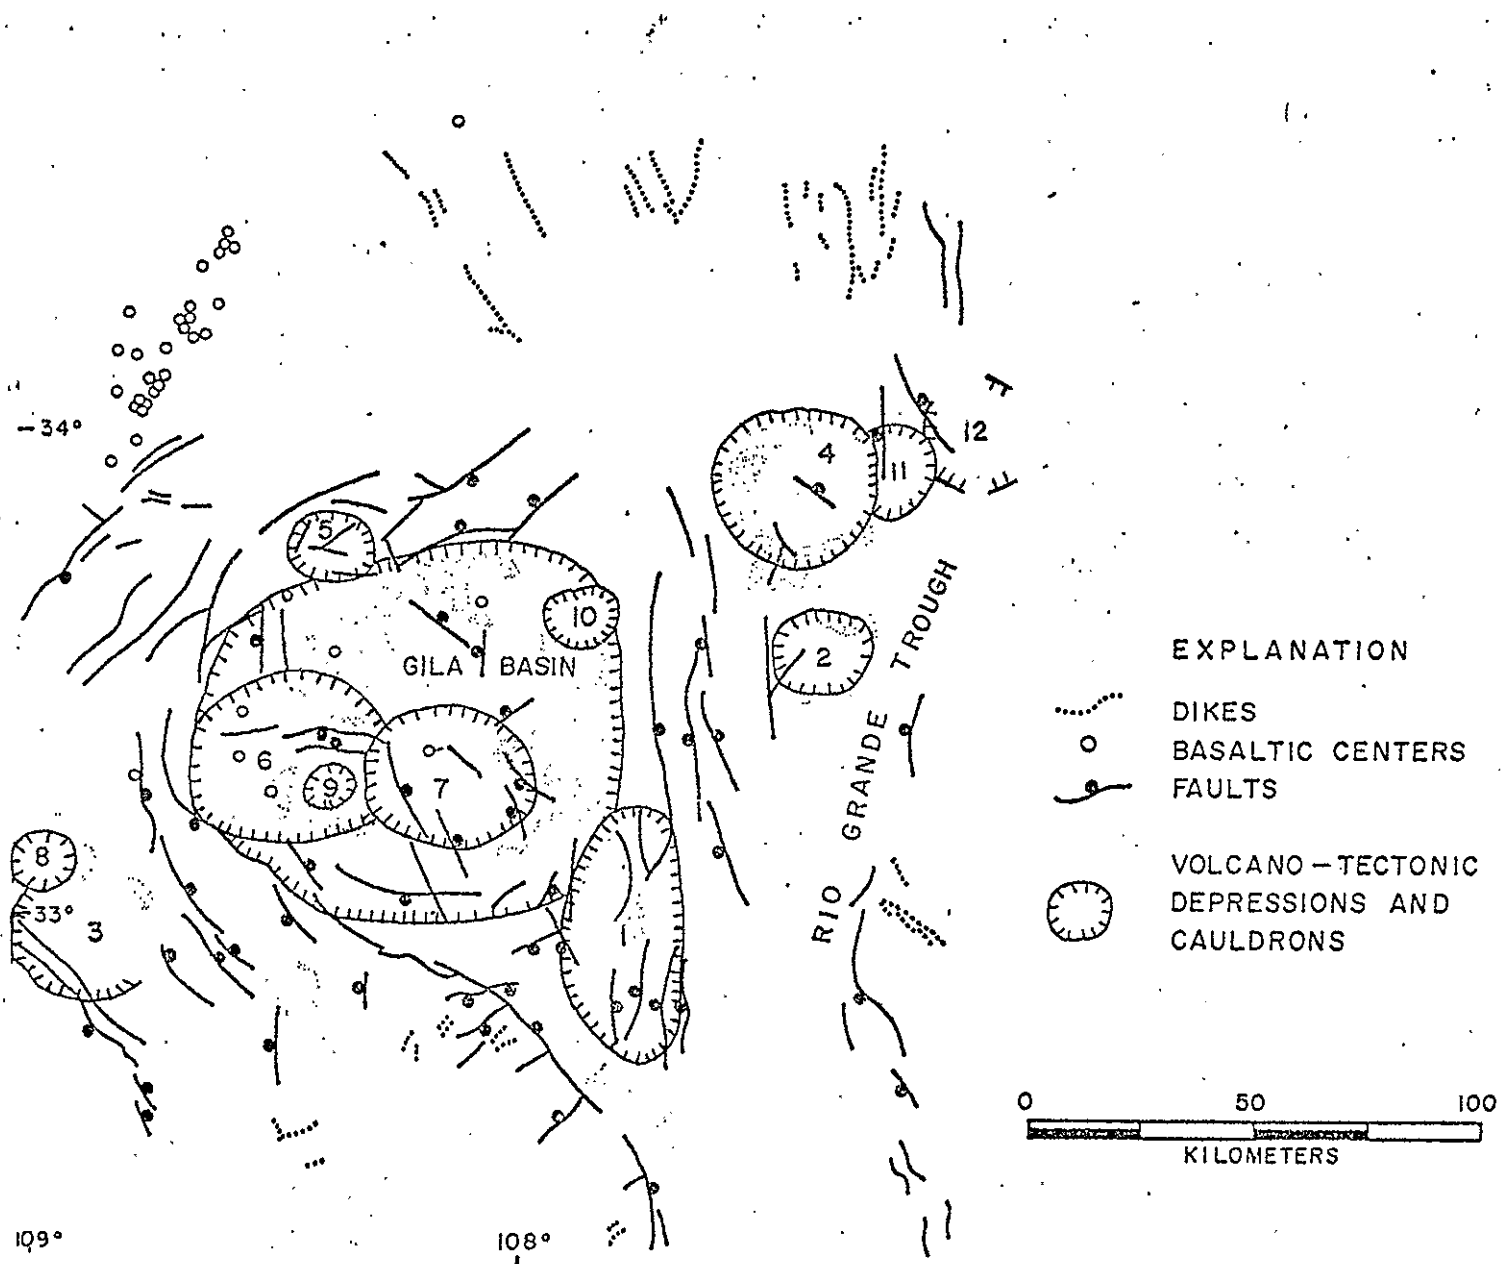 -34°
4
11
12
5
10
GILA BASIN
2
6
9
7
8
-33°
3
1
RIO GRANDE TROUGH
EXPLANATION
DIKES
BASALTIC CENTERS
FAULTS
VOLCANO-TECTONIC
DEPRESSIONS AND
CAULDRONS
0 50 100
KILOMETERS
109°
108°